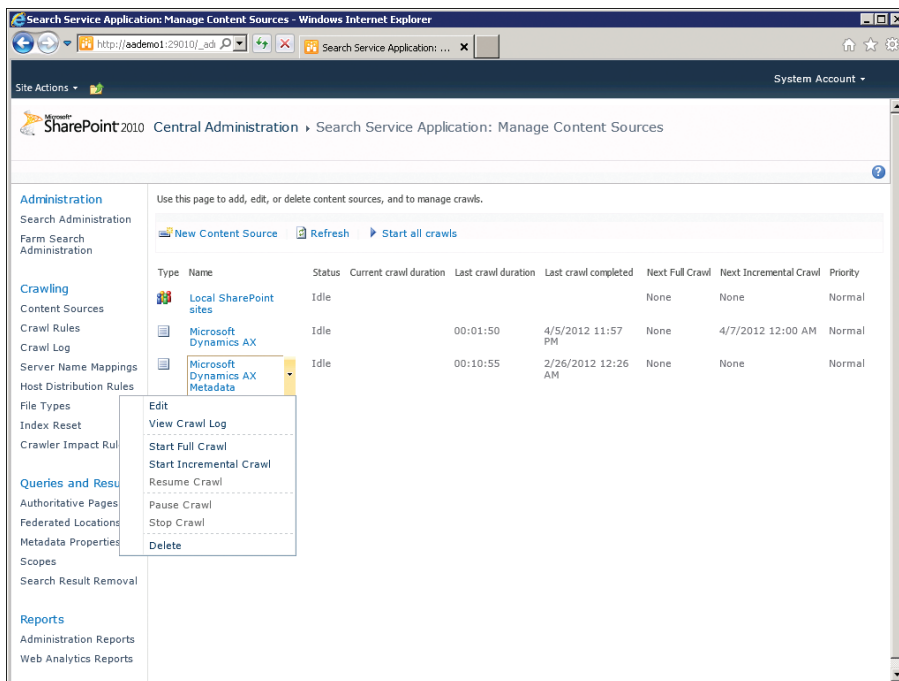 Search Service Application: Manage Content Sources - Windows Internet Explorer
http://aademo1:29010/_adi
Search Service Application: ...
Site Actions
System Account
Microsoft
SharePoint 2010
Central Administration
Search Service Application: Manage Content Sources
Administration
Search Administration
Farm Search
Administration
Crawling
Content Sources
Crawl Rules
Crawl Log
Server Name Mappings
Host Distribution Rules
File Types
Index Reset
Crawler Impact Rul
Queries and Resu
Authoritative Pages
Federated Locations
Metadata Properties
Scopes
Search Result Removal
Reports
Administration Reports
Web Analytics Reports
Use this page to add, edit, or delete content sources, and to manage crawls.
New Content Source Refresh Start all crawls
Type Name Status Current crawl duration Last crawl duration Last crawl completed Next Full Crawl Next Incremental Crawl Priority
Local SharePoint Idle None None Normal
sites
Microsoft Idle 00:01:50 4/5/2012 11:57 None 4/7/2012 12:00 AM Normal
Dynamics AX PM
Microsoft Idle 00:10:55 2/26/2012 12:26 None None Normal
Dynamics AX AM
Metadata
Edit
View Crawl Log
Start Full Crawl
Start Incremental Crawl
Resume Crawl
Pause Crawl
Stop Crawl
Delete